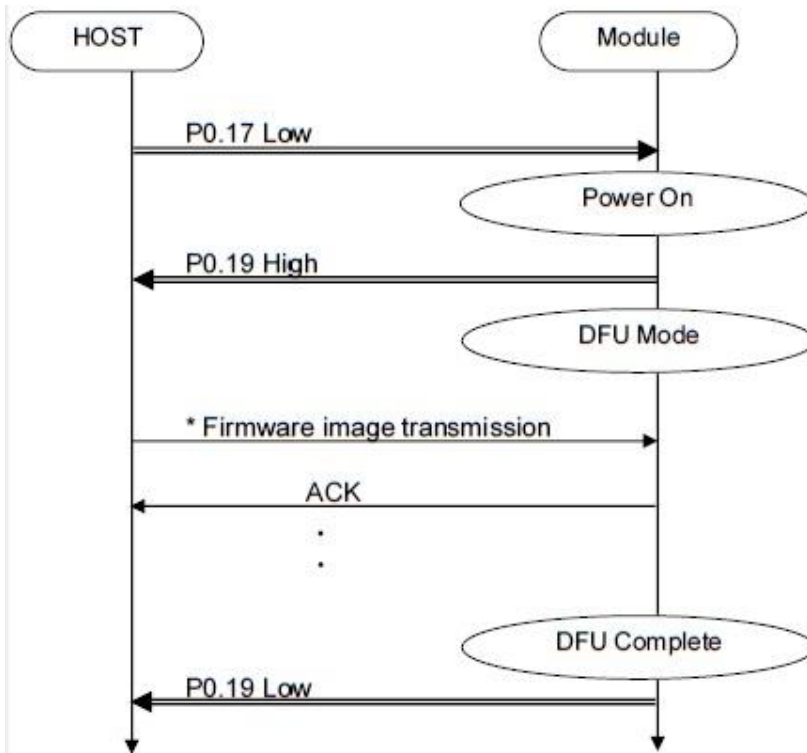 HOST
Module
P0.17 Low
Power On
P0.19 High
DFU Mode
* Firmware image transmission
ACK
.
.
DFU Complete
P0.19 Low